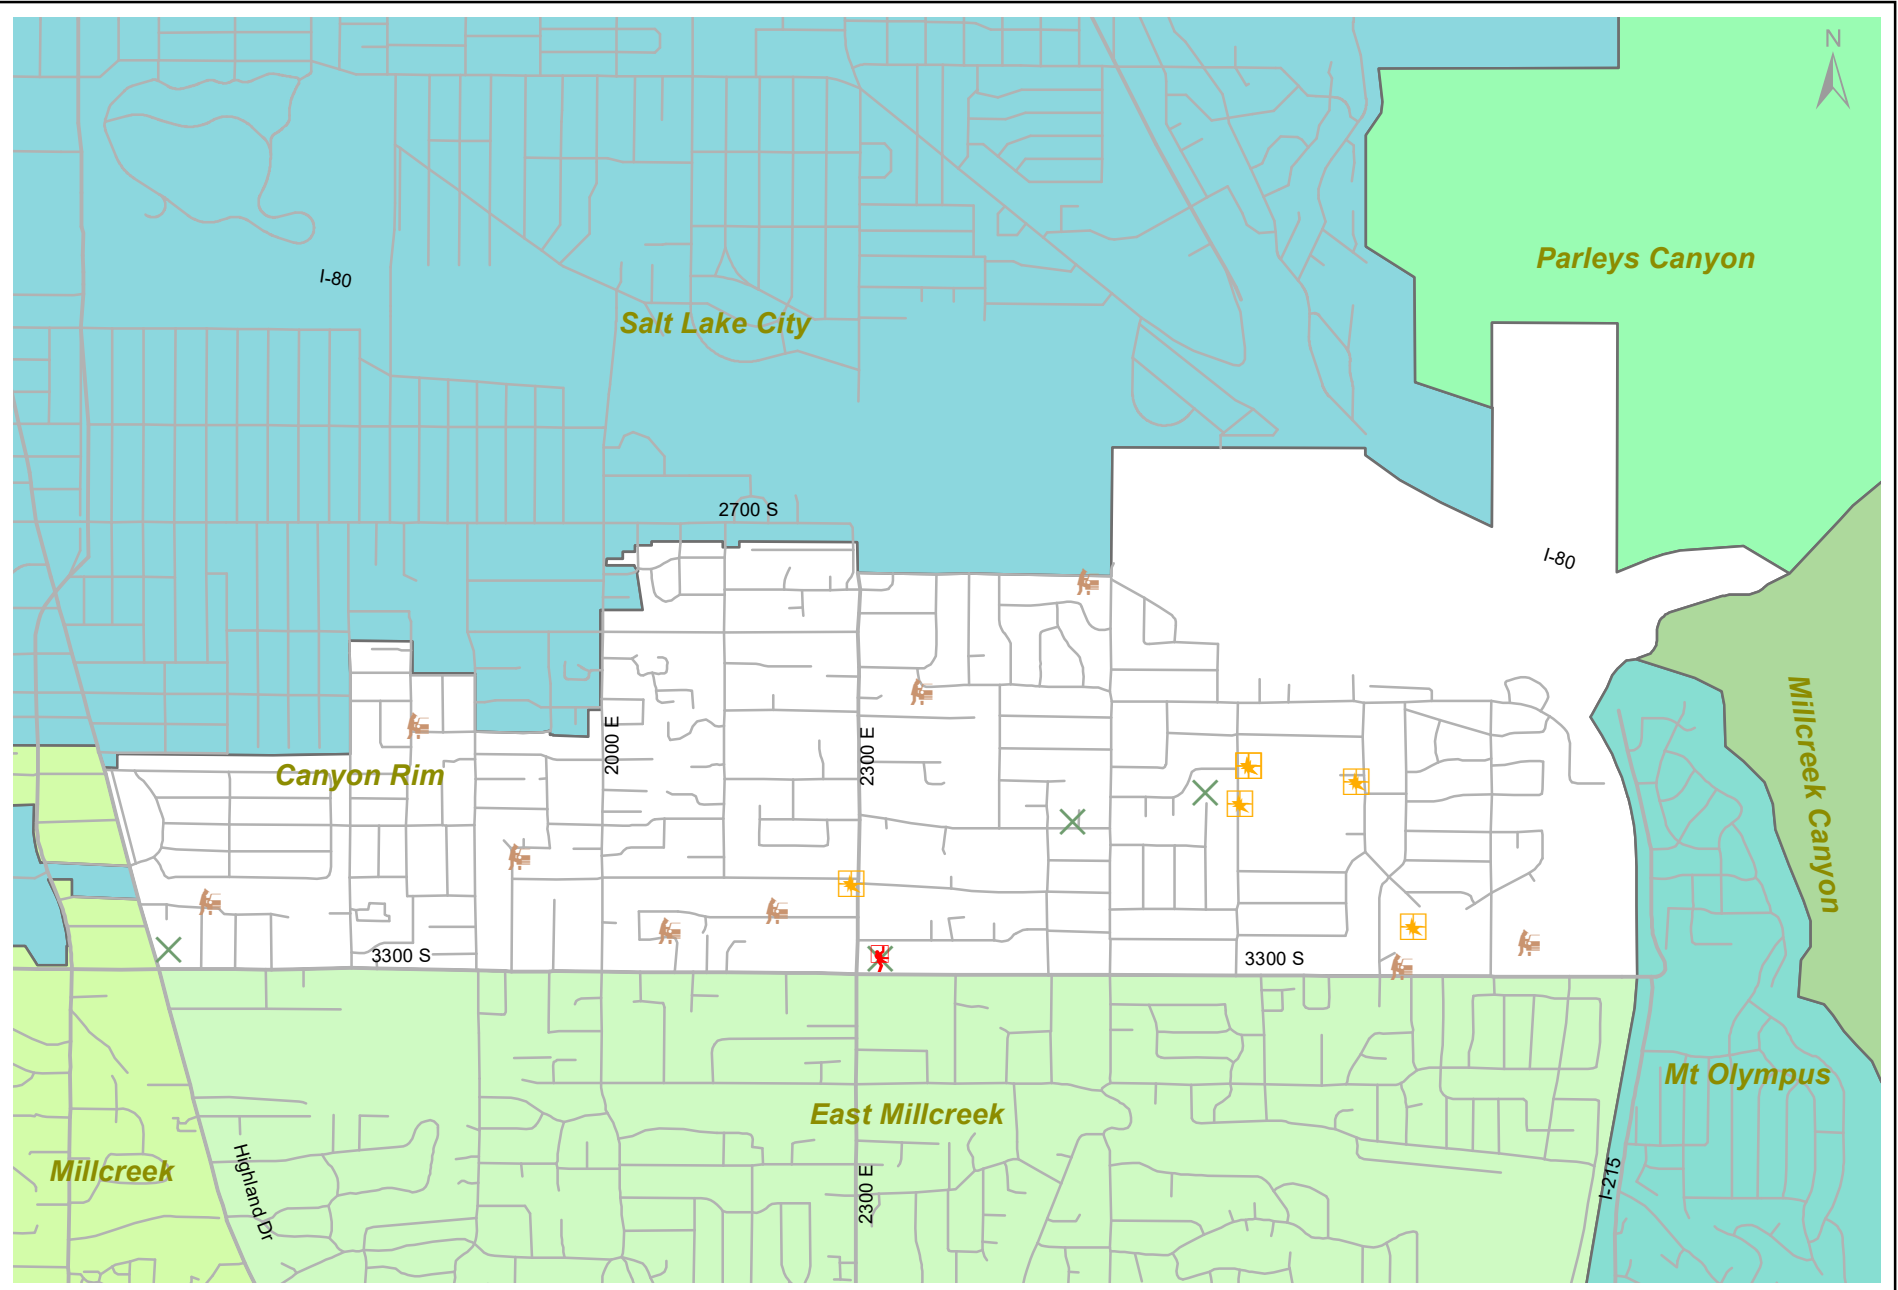 N
Parleys Canyon
I-80
Salt Lake City
2700 S
I-80
2000 E
2300 E
Canyon Rim
Millcreek Canyon
3300 S
3300 S
Mt Olympus
East Millcreek
Millcreek
Highland Dr
2300 E
I-215